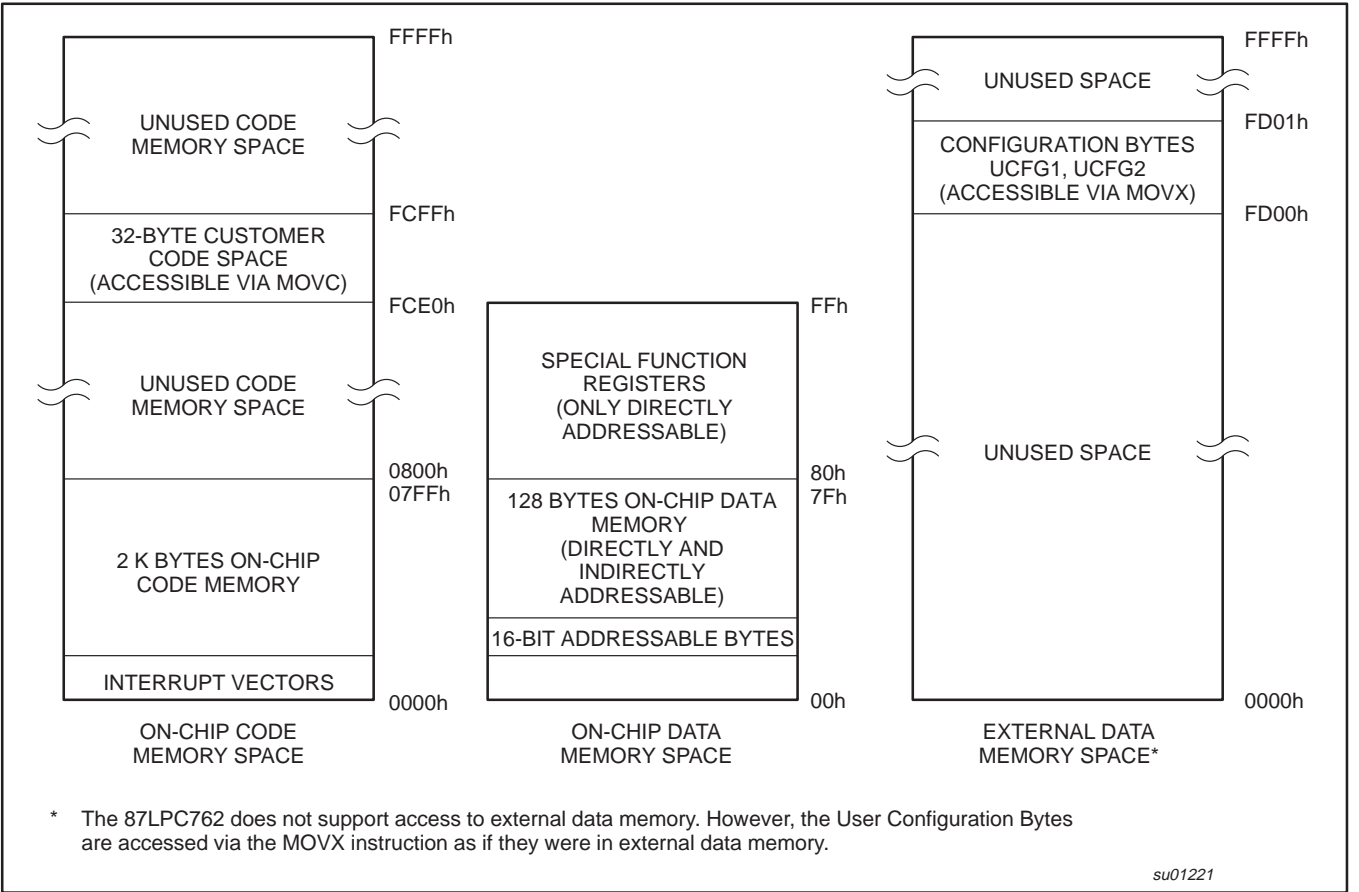 FFFFh
UNUSED CODE
MEMORY SPACE
FCFFh
32-BYTE CUSTOMER
CODE SPACE
(ACCESSIBLE VIA MOVC)
FCE0h
UNUSED CODE
MEMORY SPACE
0800h
07FFh
2 K BYTES ON-CHIP
CODE MEMORY
INTERRUPT VECTORS
0000h
ON-CHIP CODE
MEMORY SPACE
FFh
SPECIAL FUNCTION
REGISTERS
(ONLY DIRECTLY
ADDRESSABLE)
80h
7Fh
128 BYTES ON-CHIP DATA
MEMORY
(DIRECTLY AND
INDIRECTLY
ADDRESSABLE)
16-BIT ADDRESSABLE BYTES
00h
ON-CHIP DATA
MEMORY SPACE
FFFFh
UNUSED SPACE
FD01h
CONFIGURATION BYTES
UCFG1, UCFG2
(ACCESSIBLE VIA MOVX)
FD00h
UNUSED SPACE
0000h
EXTERNAL DATA
MEMORY SPACE*
* The 87LPC762 does not support access to external data memory. However, the User Configuration Bytes
are accessed via the MOVX instruction as if they were in external data memory.
su01221